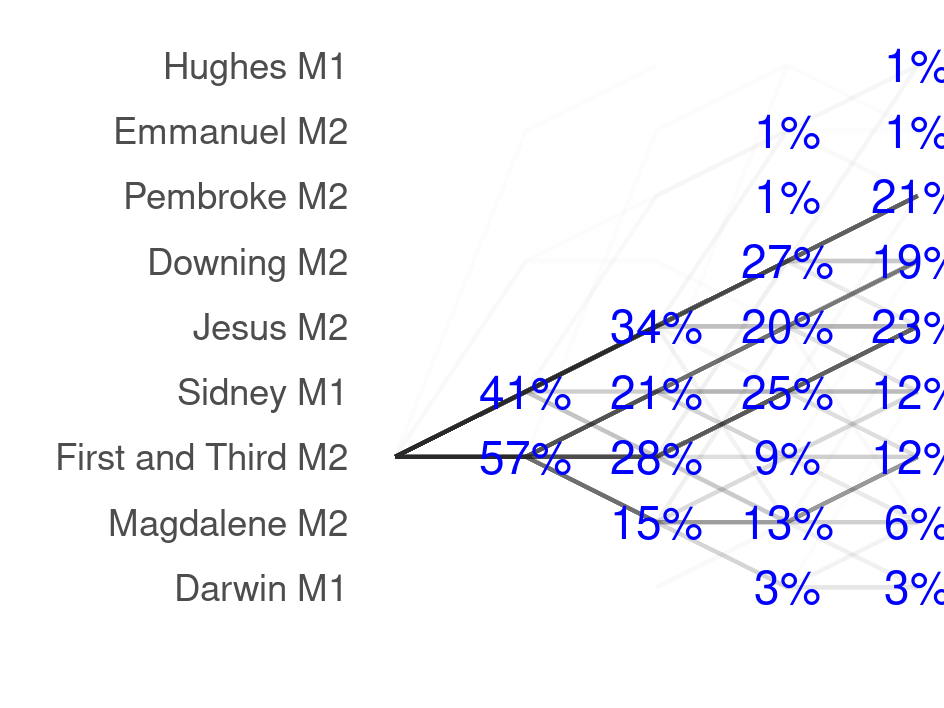 Hughes M1 1%
Emmanuel M2 1% 1%
Pembroke M2 1% 21%
Downing M2 27% 19%
Jesus M2 34% 20% 23%
Sidney M1 41% 21% 25% 12%
First and Third M2 57% 28% 9% 12%
Magdalene M2 15% 13% 6%
Darwin M1 3% 3%